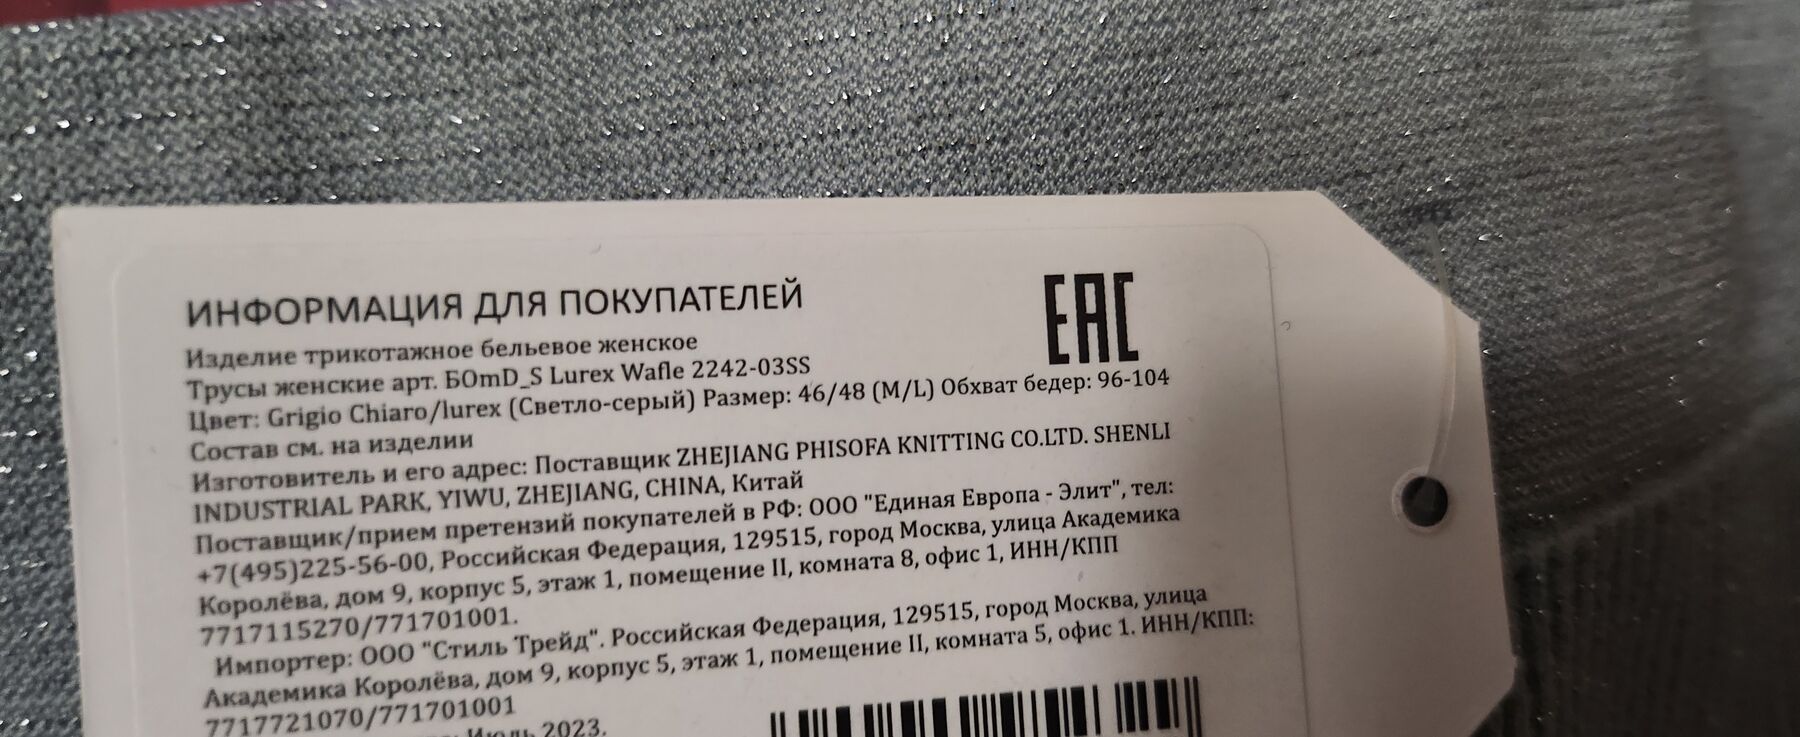 ИНФОРМАЦИЯ ДЛЯ ПОКУПАТЕЛЕЙ
EAC
Изделие трикотажное бельевое женское
Трусы женские арт. БОmD_S Lurex Wafle 2242-03SS
Цвет: Grigio Chiaro/lurex (Светло-серый) Размер: 46/48 (M/L) Обхват бедер: 96-104
Состав см. на изделии
Изготовитель и его адрес: Поставщик ZHEJIANG PHISOFA KNITTING CO.LTD. SHENLI
INDUSTRIAL PARK, YIWU, ZHEJIANG, CHINA, Китай
Поставщик/прием претензий покупателей в РФ: ООО "Единая Европа - Элит", тел:
+7(495)225-56-00, Российская Федерация, 129515, город Москва, улица Академика
Королёва, дом 9, корпус 5, этаж 1, помещение II, комната 8, офис 1, ИНН/КПП
7717115270/771701001.
Импортер: ООО "Стиль Трейд". Российская Федерация, 129515, город Москва, улица
Академика Королёва, дом 9, корпус 5, этаж 1, помещение II, комната 5, офис 1. ИНН/КПП:
7717721070/771701001
Июль 2023.